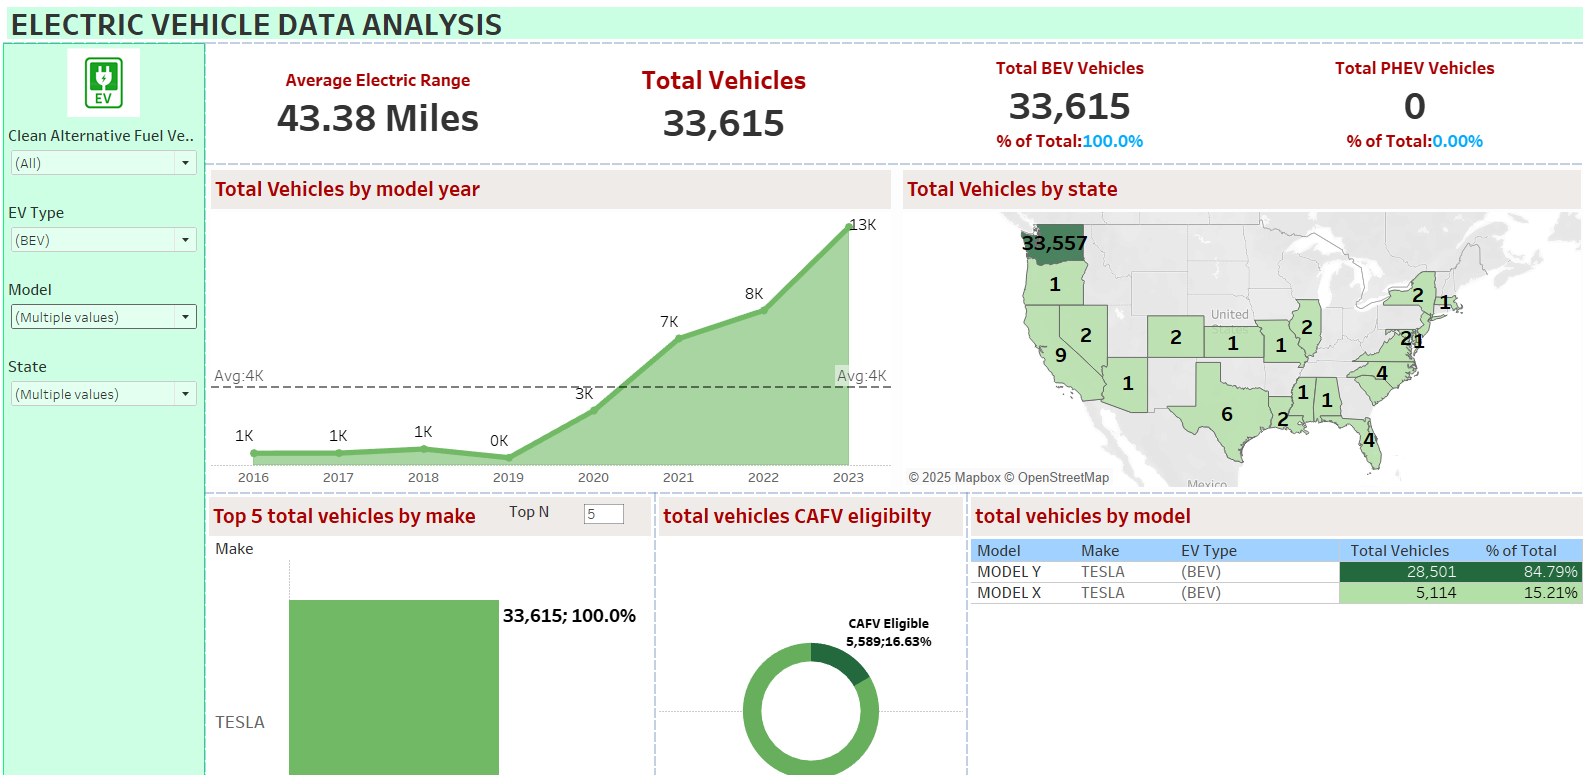 ELECTRIC VEHICLE DATA ANALYSIS
EV
Clean Alternative Fuel Ve..
(All)
EV Type
(BEV)
Model
(Multiple values)
State
(Multiple values)
Average Electric Range
43.38 Miles
Total Vehicles
33,615
Total BEV Vehicles
33,615
% of Total:100.0%
Total PHEV Vehicles
0
% of Total:0.00%
Total Vehicles by model year
13K
8K
7K
Avg:4K
Avg:4K
3K
1K
1K
1K
0K
2016 2017 2018 2019 2020 2021 2022 2023
Total Vehicles by state
33,557
1
2
1
2
9
2
1
1
2
2
1
United
States
1
4
6
2
1
1
4
Mexico
© 2025 Mapbox © OpenStreetMap
Top 5 total vehicles by make
Top N
5
Make
33,615; 100.0%
TESLA
total vehicles CAFV eligibilty
CAFV Eligible
5,589;16.63%
total vehicles by model
Model Make EV Type Total Vehicles % of Total
MODEL Y TESLA (BEV) 28,501 84.79%
MODEL X TESLA (BEV) 5,114 15.21%